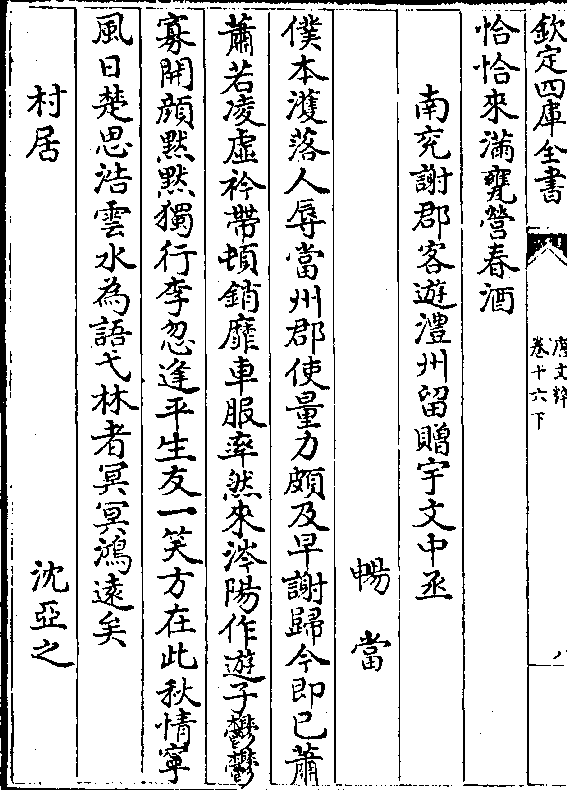 欽定四庫全書
唐文粹
卷十六下
八
恰恰來滿甕營春酒
南兖謝郡客遊澧州留贈宇文中丞
暢當
僕本濩落人辱當州郡使量力頗及早謝歸今即已蕭
蕭若凌虚衿帶頓銷靡車服率然來涔陽作遊子鬱鬱
寡開顔黙黙獨行李忽逢平生友一笑方在此秋情寧
風日楚思浩雲水為語弋林者冥冥鴻遠矣
村居
沈亞之